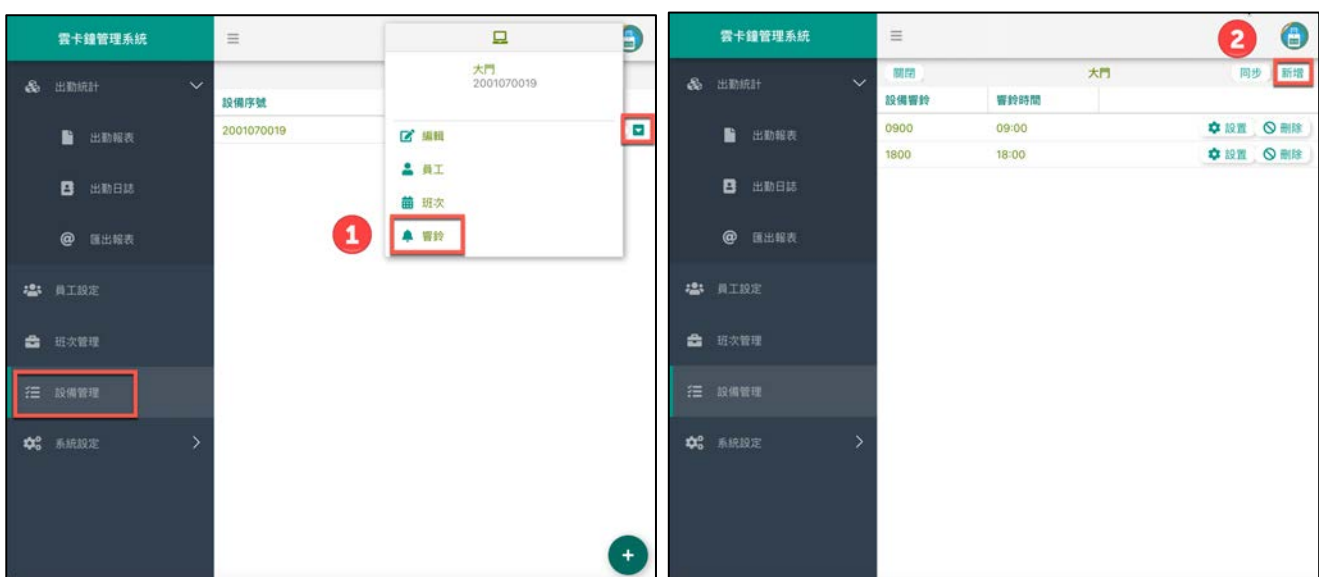 雲卡鐘管理系統
出勤統計
出勤報表
出勤日誌
匯出報表
員工設定
班次管理
設備管理
系統設定
設備序號
2001070019
大門
2001070019
編輯
員工
班次
響鈴
1
+
雲卡鐘管理系統
出勤統計
出勤報表
出勤日誌
匯出報表
員工設定
班次管理
設備管理
系統設定
2
關閉 大門 同步 新增
設備響鈴 響鈴時間
0900 09:00 設置 刪除
1800 18:00 設置 刪除